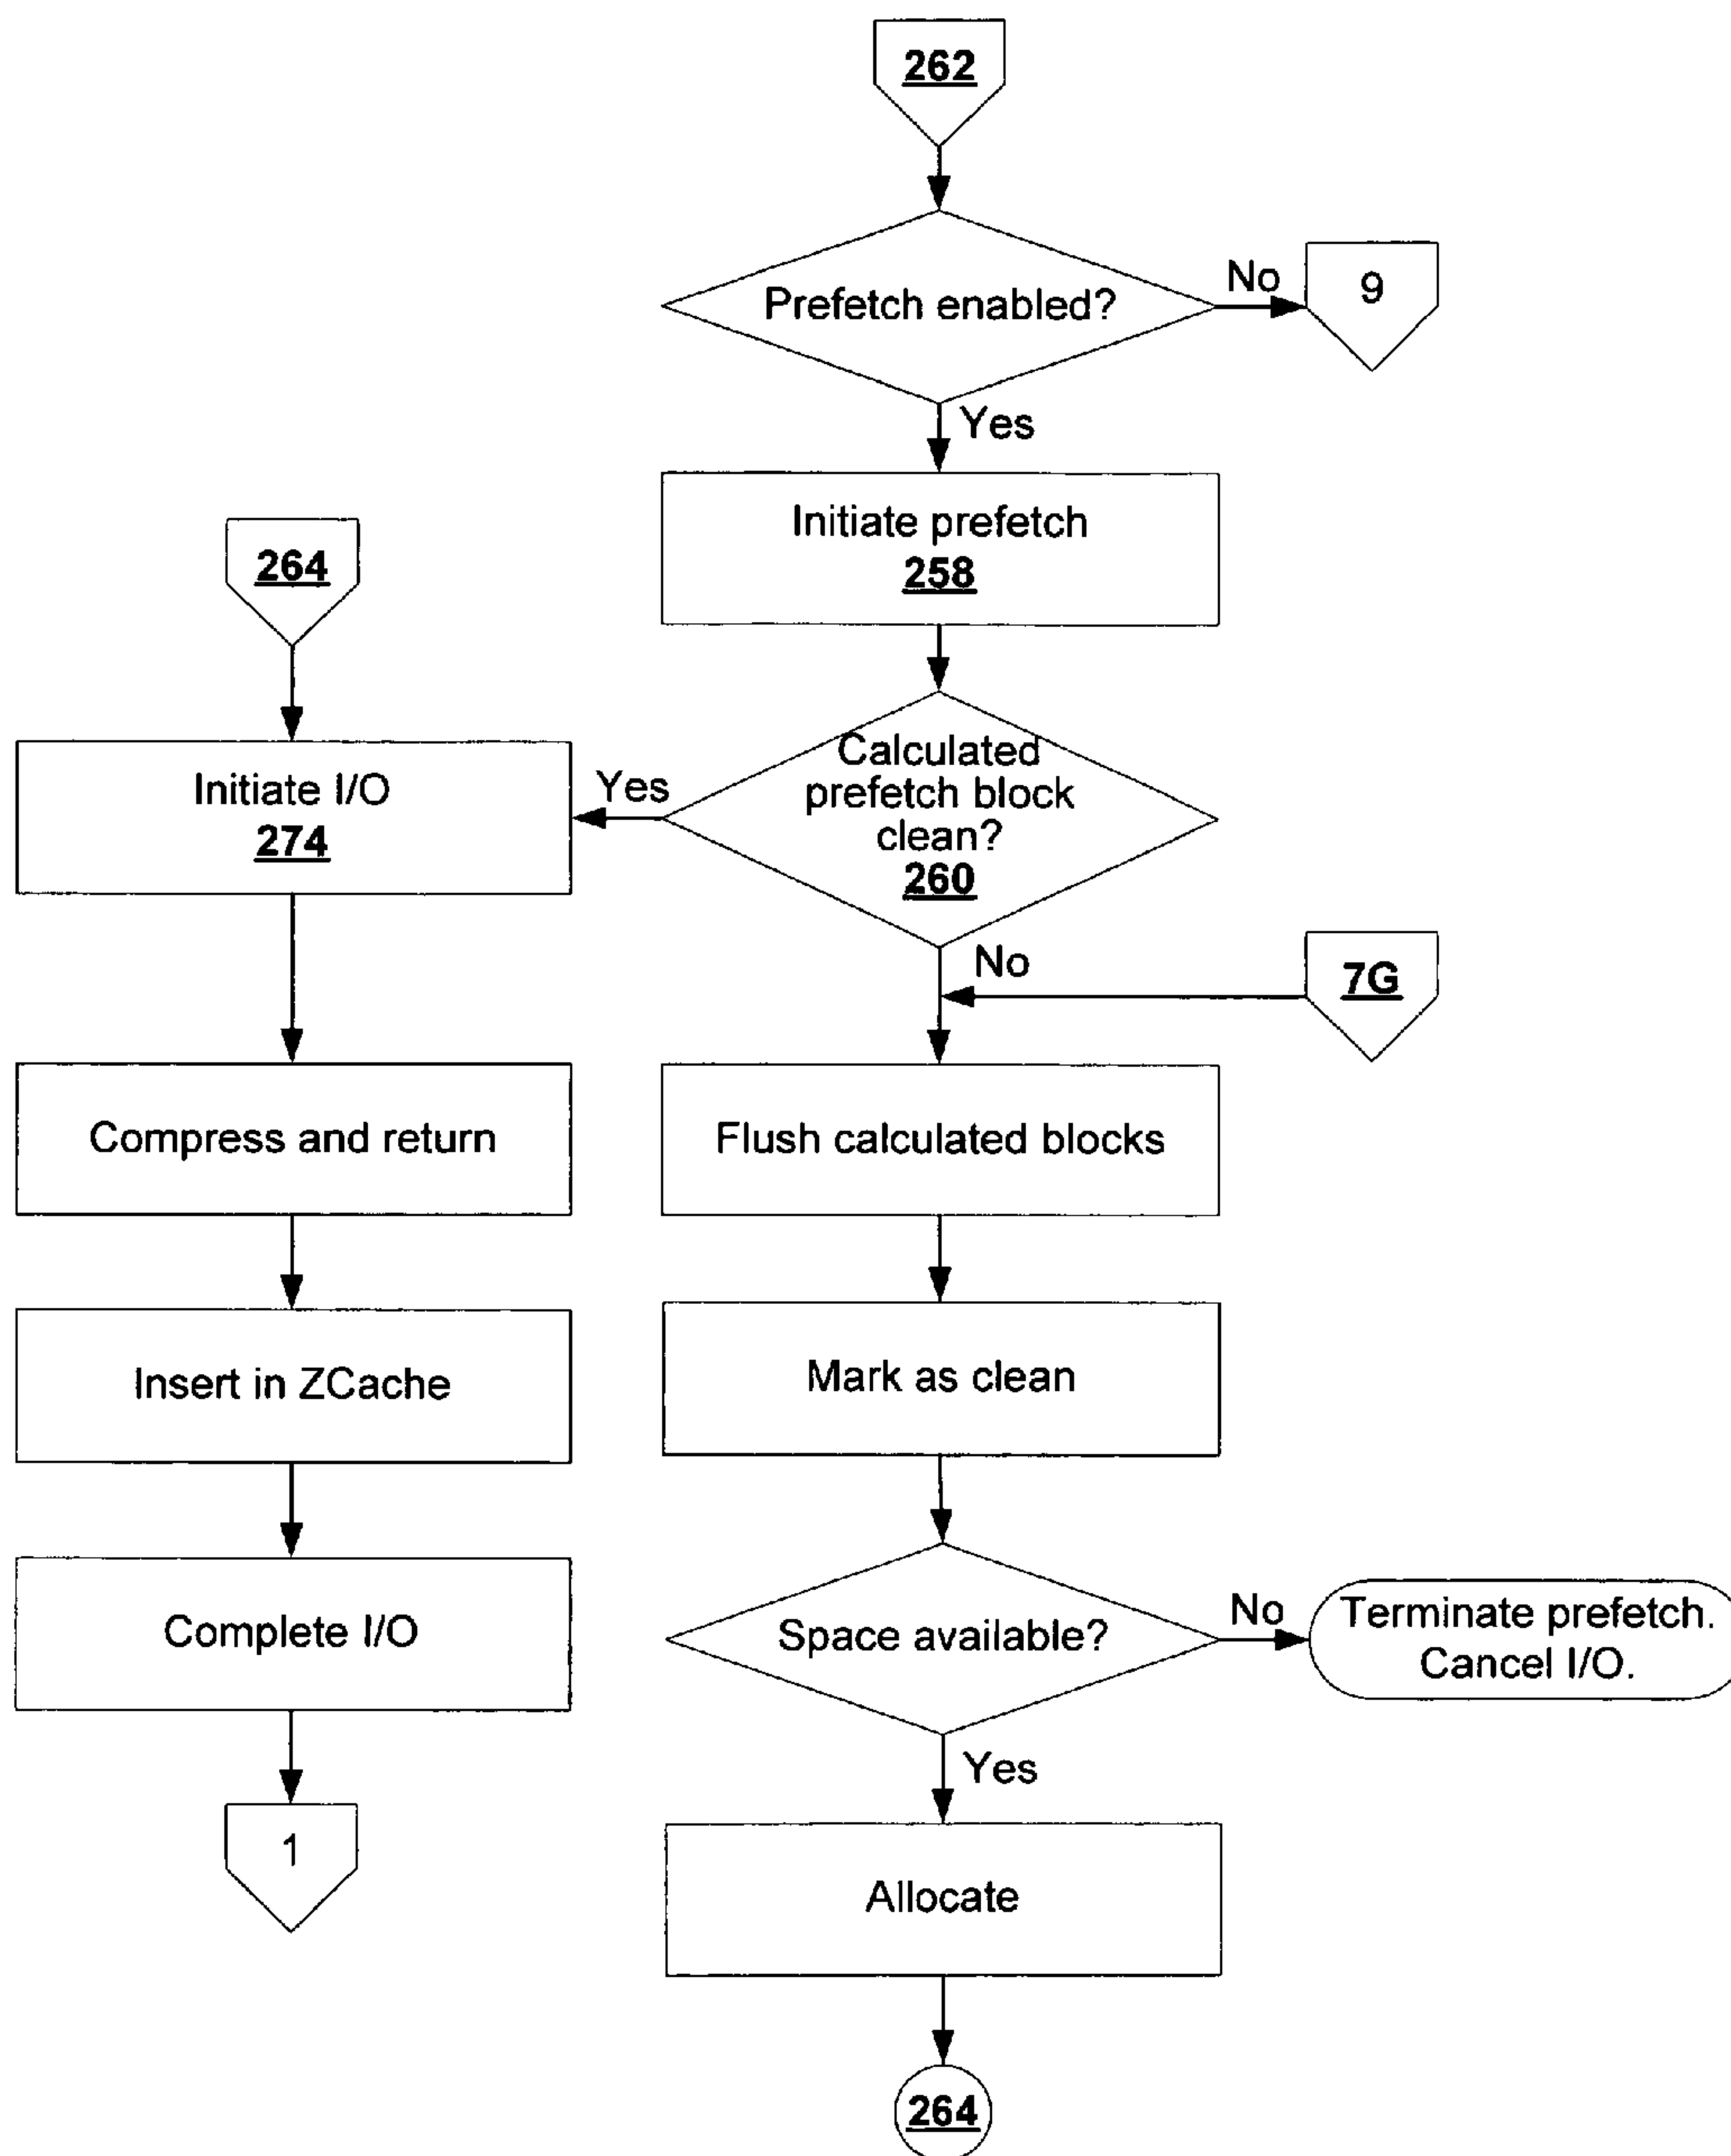 262
Prefetch enabled?
No
9
Yes
Initiate prefetch
258
264
Initiate I/O
274
Yes
Calculated
prefetch block
clean?
260
No
7G
Compress and return
Flush calculated blocks
Insert in ZCache
Mark as clean
Complete I/O
Space available?
No
Terminate prefetch.
Cancel I/O.
Yes
1
Allocate
264